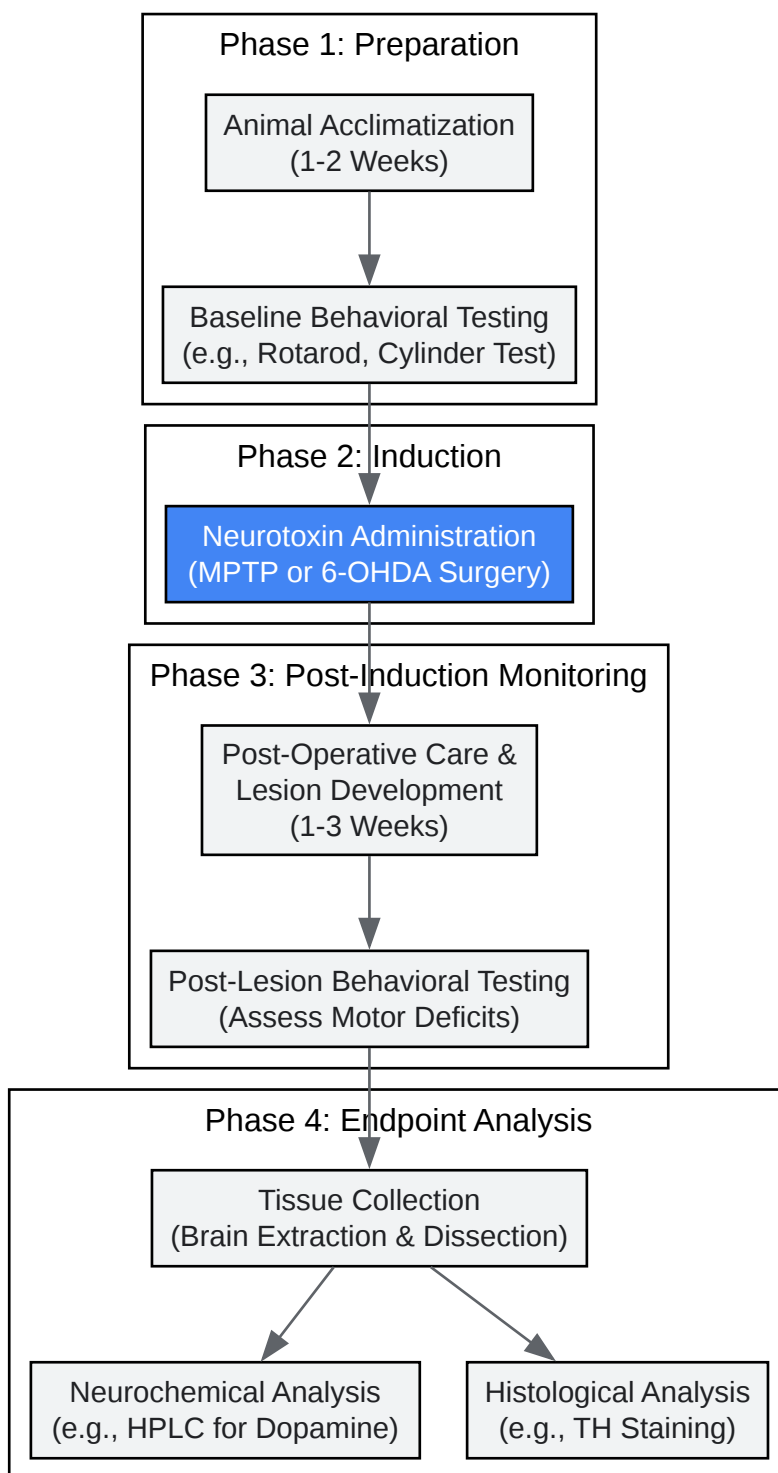 Phase 1: Preparation
Animal Acclimatization
(1-2 Weeks)
Baseline Behavioral Testing
(e.g., Rotarod, Cylinder Test)
Phase 2: Induction
Neurotoxin Administration
(MPTP or 6-OHDA Surgery)
Phase 3: Post-Induction Monitoring
Post-Operative Care &
Lesion Development
(1-3 Weeks)
Post-Lesion Behavioral Testing
(Assess Motor Deficits)
Phase 4: Endpoint Analysis
Tissue Collection
(Brain Extraction & Dissection)
Neurochemical Analysis
(e.g., HPLC for Dopamine)
Histological Analysis
(e.g., TH Staining)